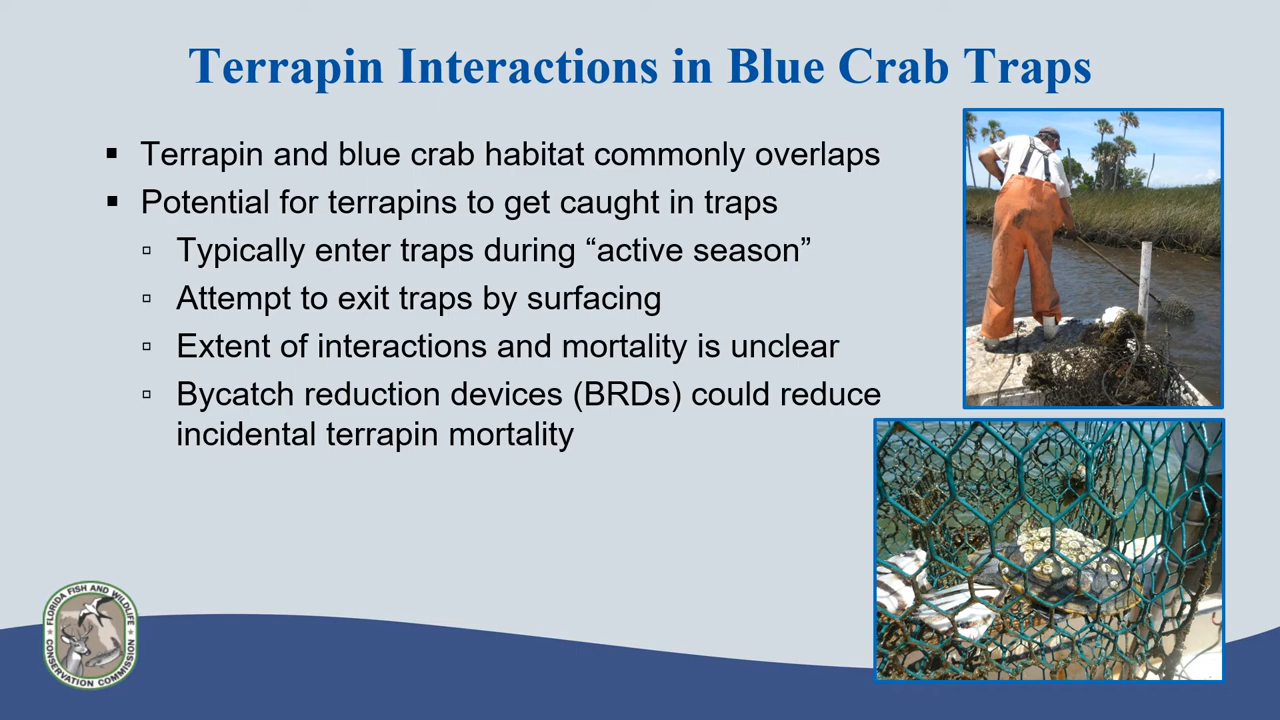 Terrapin Interactions in Blue Crab Traps
▪ Terrapin and blue crab habitat commonly overlaps
▪ Potential for terrapins to get caught in traps
▫ Typically enter traps during “active season”
▫ Attempt to exit traps by surfacing
▫ Extent of interactions and mortality is unclear
▫ Bycatch reduction devices (BRDs) could reduce
incidental terrapin mortality
FLORIDA FISH AND WILDLIFE
CONSERVATION COMMISSION